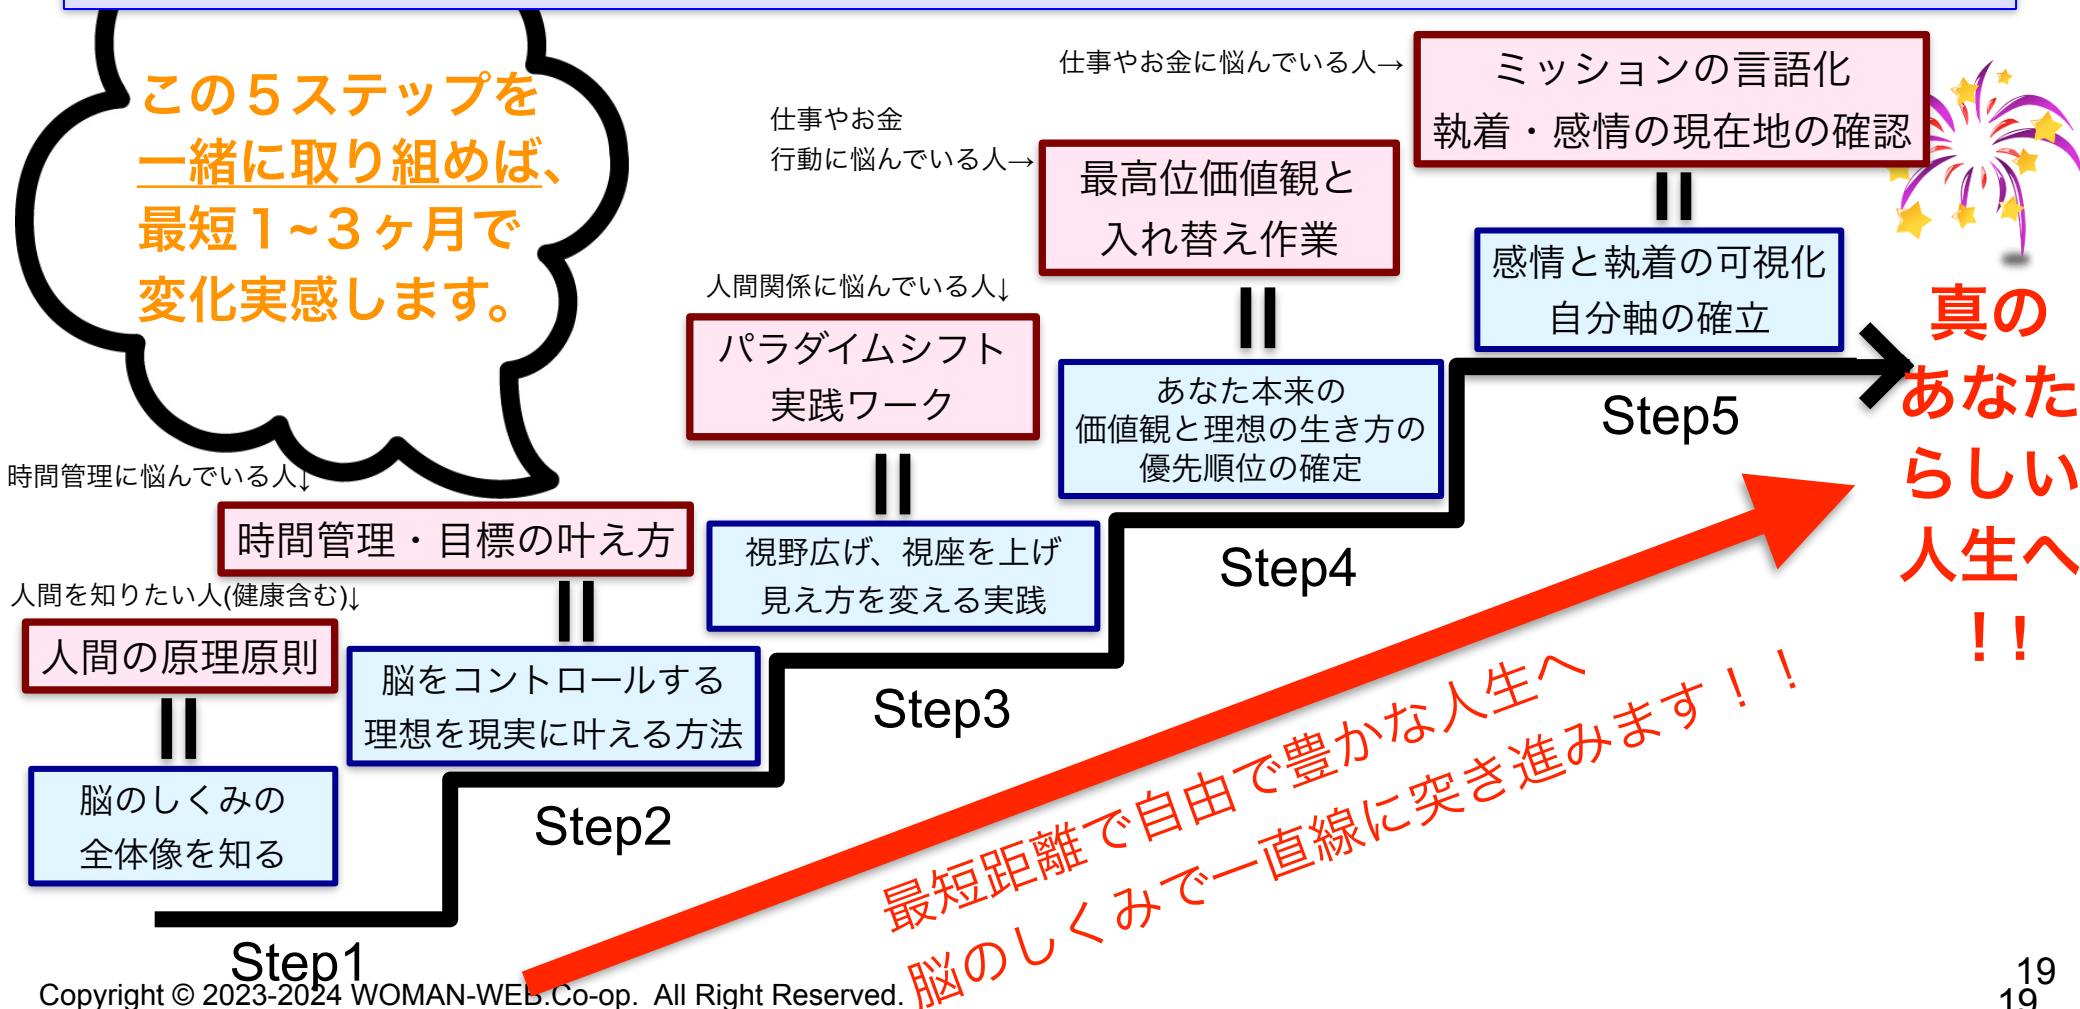 この５ステップを
一緒に取り組めば、
最短１~３ヶ月で
変化実感します。
仕事やお金に悩んでいる人→
ミッションの言語化
執着・感情の現在地の確認
感情と執着の可視化
自分軸の確立
Step5
仕事やお金
行動に悩んでいる人→
最高位価値観と
入れ替え作業
あなた本来の
価値観と理想の生き方の
優先順位の確定
Step4
人間関係に悩んでいる人↓
パラダイムシフト
実践ワーク
視野広げ、視座を上げ
見え方を変える実践
Step3
時間管理に悩んでいる人↓
時間管理・目標の叶え方
脳をコントロールする
理想を現実に叶える方法
Step2
人間を知りたい人(健康含む)↓
人間の原理原則
脳のしくみの
全体像を知る
Step1
真の
あなた
らしい
人生へ
！！
最短距離で自由で豊かな人生へ
脳のしくみで一直線に突き進みます！！
Copyright © 2023-2024 WOMAN-WEB.Co-op. All Right Reserved.
19
19